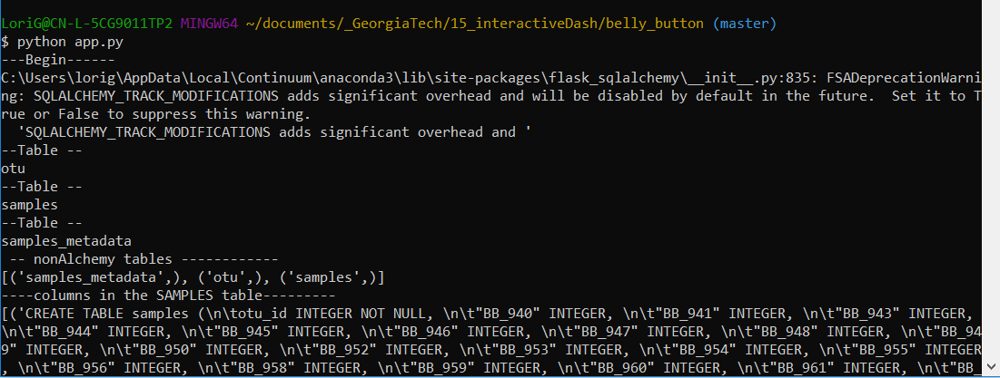 LoriG@CN-L-5CG9011TP2 MINGW64 ~/documents/_GeorgiaTech/15_interactiveDash/belly_button (master)
$ python app.py
---Begin------
C:\Users\lorig\AppData\Local\Continuum\anaconda3\lib\site-packages\flask_sqlalchemy\__init__.py:835: FSADeprecationWarni
ng: SQLALCHEMY_TRACK_MODIFICATIONS adds significant overhead and will be disabled by default in the future.  Set it to T
rue or False to suppress this warning.
  'SQLALCHEMY_TRACK_MODIFICATIONS adds significant overhead and '
--Table --
otu
--Table --
samples
--Table --
samples_metadata
 -- nonAlchemy tables ------------
[('samples_metadata',), ('otu',), ('samples',)]
----columns in the SAMPLES table---------
[('CREATE TABLE samples (\n\totu_id INTEGER NOT NULL, \n\t"BB_940" INTEGER, \n\t"BB_941" INTEGER, \n\t"BB_943" INTEGER,
\n\t"BB_944" INTEGER, \n\t"BB_945" INTEGER, \n\t"BB_946" INTEGER, \n\t"BB_947" INTEGER, \n\t"BB_948" INTEGER, \n\t"BB_94
9" INTEGER, \n\t"BB_950" INTEGER, \n\t"BB_952" INTEGER, \n\t"BB_953" INTEGER, \n\t"BB_954" INTEGER, \n\t"BB_955" INTEGER
, \n\t"BB_956" INTEGER, \n\t"BB_958" INTEGER, \n\t"BB_959" INTEGER, \n\t"BB_960" INTEGER, \n\t"BB_961" INTEGER, \n\t"BB_